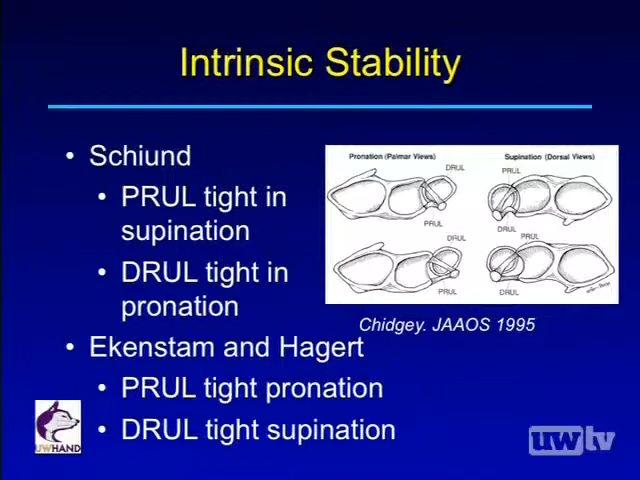 Intrinsic Stability
• Schiund
• PRUL tight in
supination
• DRUL tight in
pronation
• Ekenstam and Hagert
• PRUL tight pronation
• DRUL tight supination
Pronation (Palmar Views)
Supination (Dorsal Views)
DRUL
PRUL
PRUL
DRUL
DRUL
PRUL
PRUL
DRUL
Chidgey. JAAOS 1995
UWHAND
uwtv